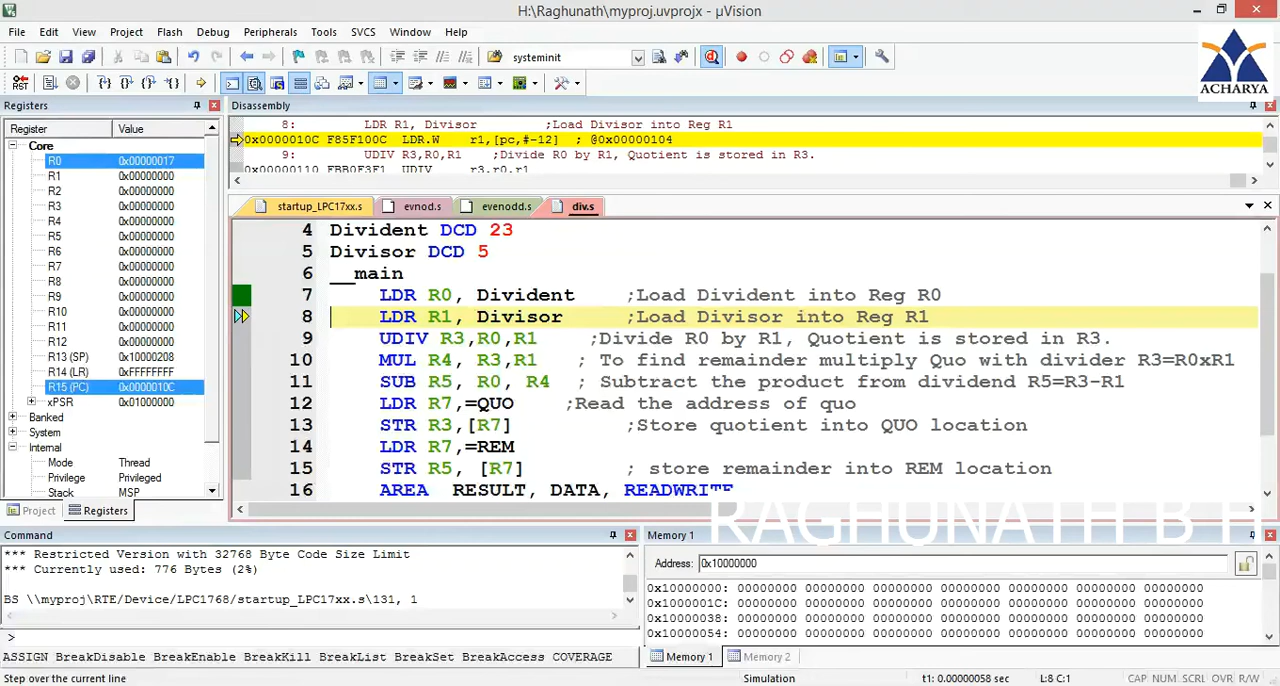 H:\Raghunath\myproj.uvprojx - µVision
File Edit View Project Flash Debug Peripherals Tools SVCS Window Help
systeminit
ACHARYA
Registers
Register Value
Core
R0 0x00000017
R1 0x00000000
R2 0x00000000
R3 0x00000000
R4 0x00000000
R5 0x00000000
R6 0x00000000
R7 0x00000000
R8 0x00000000
R9 0x00000000
R10 0x00000000
R11 0x00000000
R12 0x00000000
R13 (SP) 0x10000208
R14 (LR) 0xFFFFFFFF
R15 (PC) 0x0000010C
xPSR 0x01000000
Banked
System
Internal
Mode Thread
Privilege Privileged
Stack MSP
Project Registers
Disassembly
8: LDR R1, Divisor ;Load Divisor into Reg R1
0x0000010C F85F100C LDR.W r1,[pc,#-12] ; @0x00000104
9: UDIV R3,R0,R1 ;Divide R0 by R1, Quotient is stored in R3.
0x00000110 FBB0F3F1 UDIV r3,r0,r1
startup_LPC17xx.s evnod.s evenodd.s div.s
4 Divident DCD 23
5 Divisor DCD 5
6 __main
7 LDR R0, Divident ;Load Divident into Reg R0
8 LDR R1, Divisor ;Load Divisor into Reg R1
9 UDIV R3,R0,R1 ;Divide R0 by R1, Quotient is stored in R3.
10 MUL R4, R3,R1 ; To find remainder multiply Quo with divider R3=R0xR1
11 SUB R5, R0, R4 ; Subtract the product from dividend R5=R3-R1
12 LDR R7,=QUO ;Read the address of quo
13 STR R3,[R7] ;Store quotient into QUO location
14 LDR R7,=REM
15 STR R5, [R7] ; store remainder into REM location
16 AREA RESULT, DATA, READWRITE
RAGHUNATH B H
Command
*** Restricted Version with 32768 Byte Code Size Limit
*** Currently used: 776 Bytes (2%)
BS \\myproj\RTE/Device/LPC1768/startup_LPC17xx.s\131, 1
>
ASSIGN BreakDisable BreakEnable BreakKill BreakList BreakSet BreakAccess COVERAGE
Memory 1
Address: 0x10000000
0x10000000: 00000000 00000000 00000000 00000000 00000000 00000000 00000000
0x1000001C: 00000000 00000000 00000000 00000000 00000000 00000000 00000000
0x10000038: 00000000 00000000 00000000 00000000 00000000 00000000 00000000
0x10000054: 00000000 00000000 00000000 00000000 00000000 00000000 00000000
Memory 1 Memory 2
Step over the current line Simulation t1: 0.00000058 sec L:8 C:1 CAP NUM SCRL OVR R/W